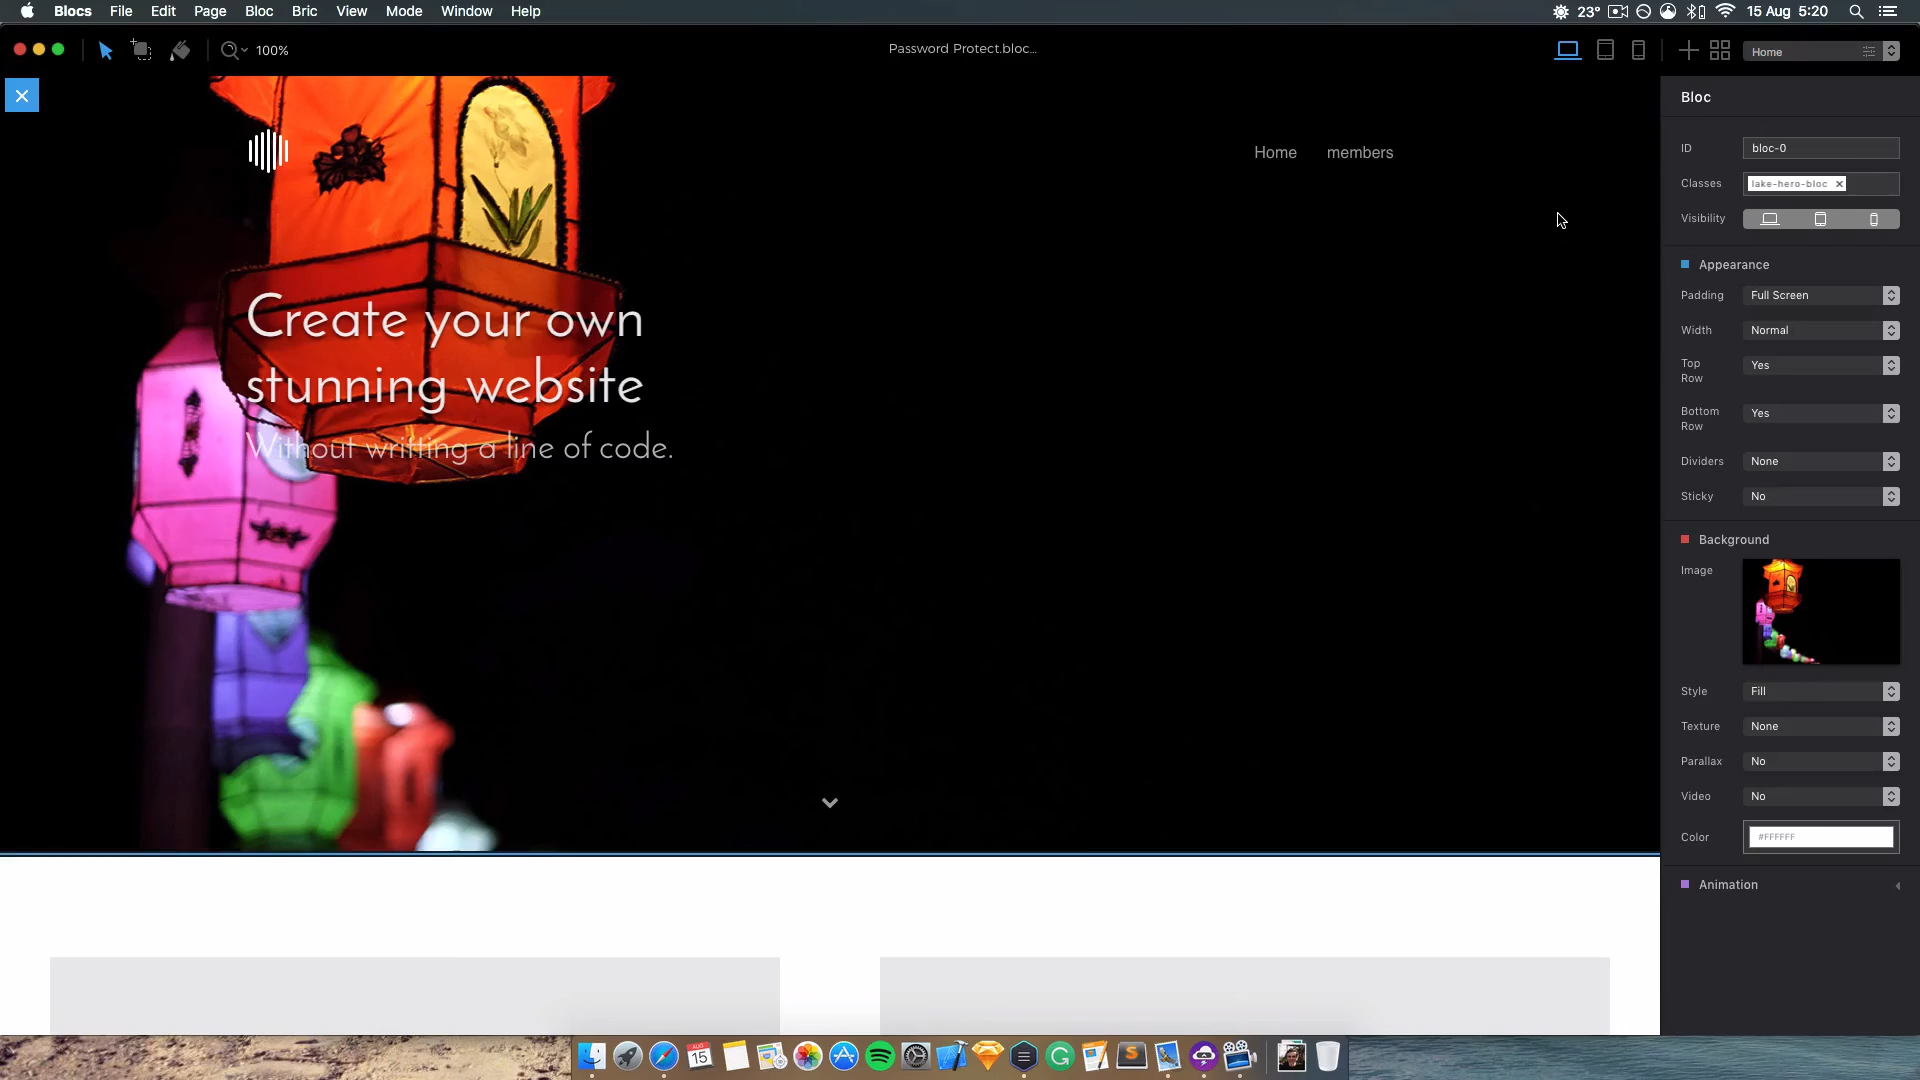 Blocs File Edit Page Bloc Bric View Mode Window Help 23° 15 Aug 5:20
100% Password Protect.bloc... Home
Bloc
Home members
ID bloc-0
Classes lake-hero-bloc ×
Visibility
Appearance
Padding Full Screen
Width Normal
Top Row Yes
Bottom Row Yes
Dividers None
Sticky No
Background
Image
Style Fill
Texture None
Parallax No
Video No
Color #FFFFFF
Animation
Create your own
stunning website
Without writting a line of code.
AUG
15